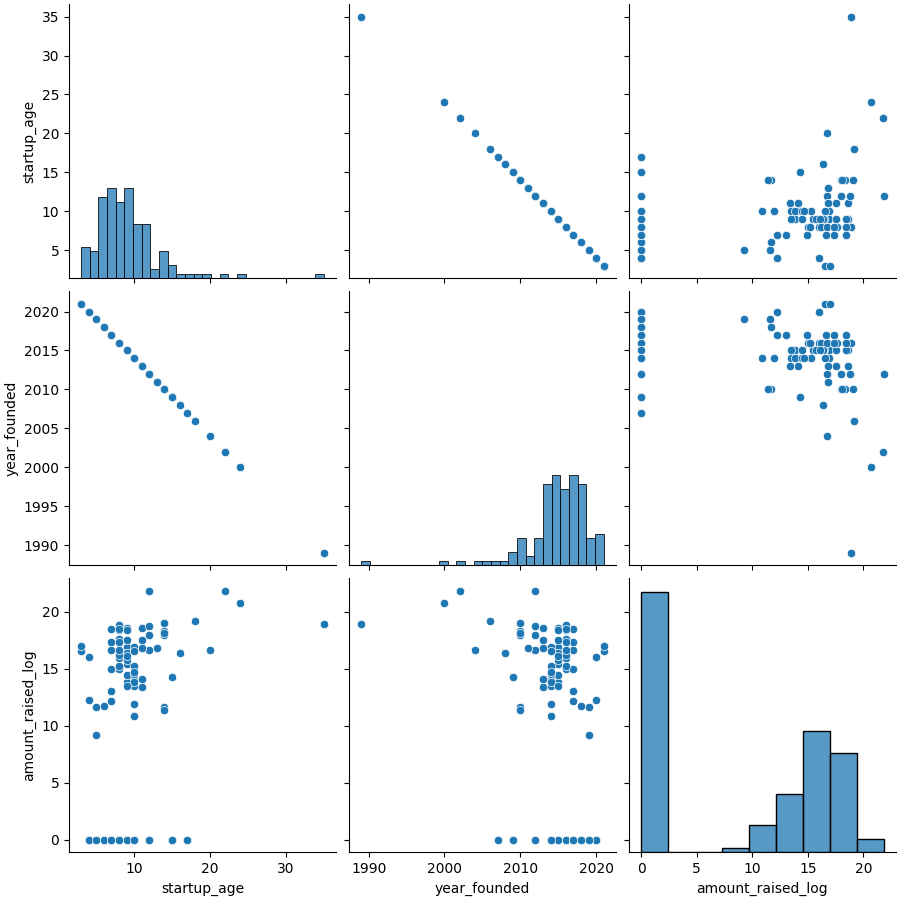 35
30
25
20
15
10
5
startup_age
2020
2015
2010
2005
2000
1995
1990
year_founded
20
15
10
5
0
amount_raised_log
10 20 30
1990 2000 2010 2020
0 5 10 15 20
startup_age year_founded amount_raised_log